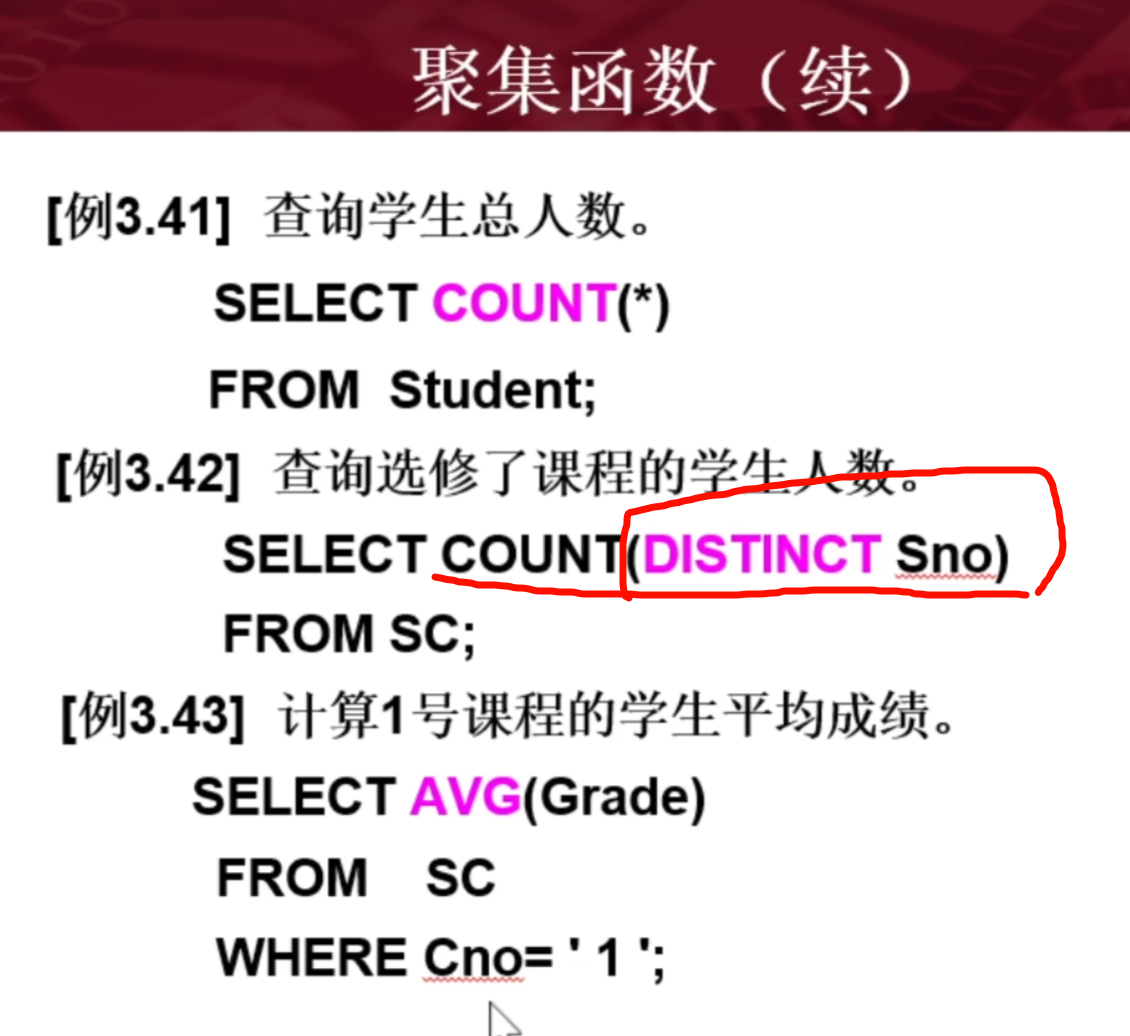 聚集函数（续）
[例3.41] 查询学生总人数。
SELECT COUNT(*)
FROM Student;
[例3.42] 查询选修了课程的学生人数。
SELECT COUNT(DISTINCT Sno)
FROM SC;
[例3.43] 计算1号课程的学生平均成绩。
SELECT AVG(Grade)
FROM SC
WHERE Cno= ' 1 ';